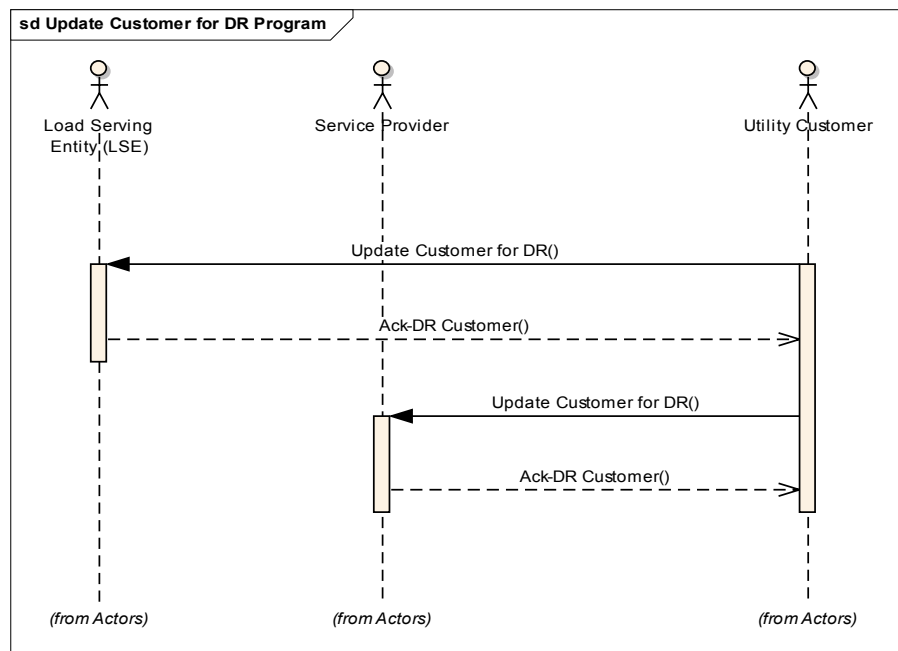 sd Update Customer for DR Program
Load Serving
Entity (LSE)
Service Provider
Utility Customer
Update Customer for DR()
Ack-DR Customer()
Update Customer for DR()
Ack-DR Customer()
(from Actors)
(from Actors)
(from Actors)